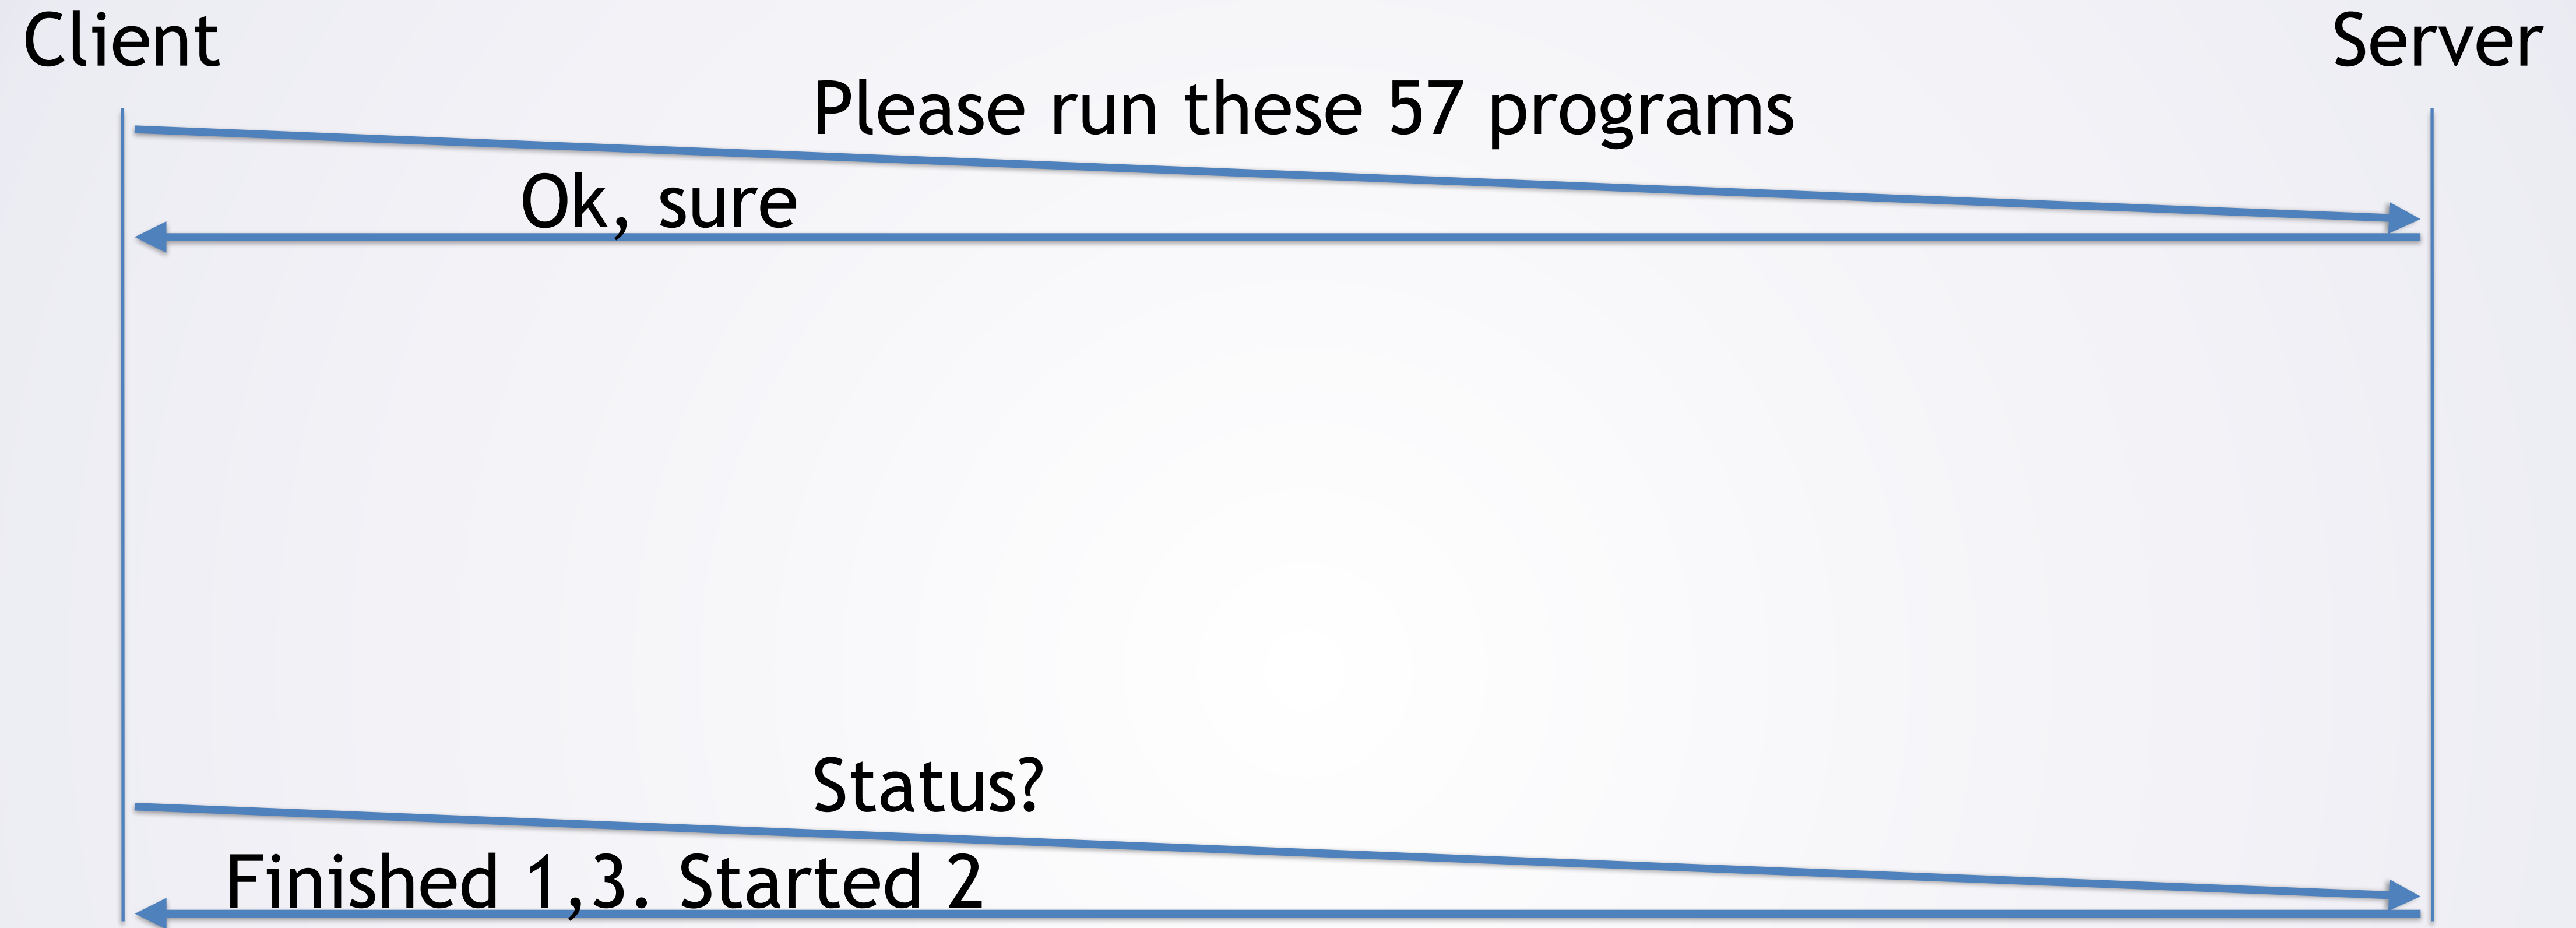 Client
Server
Please run these 57 programs
Ok, sure
Status?
Finished 1,3. Started 2